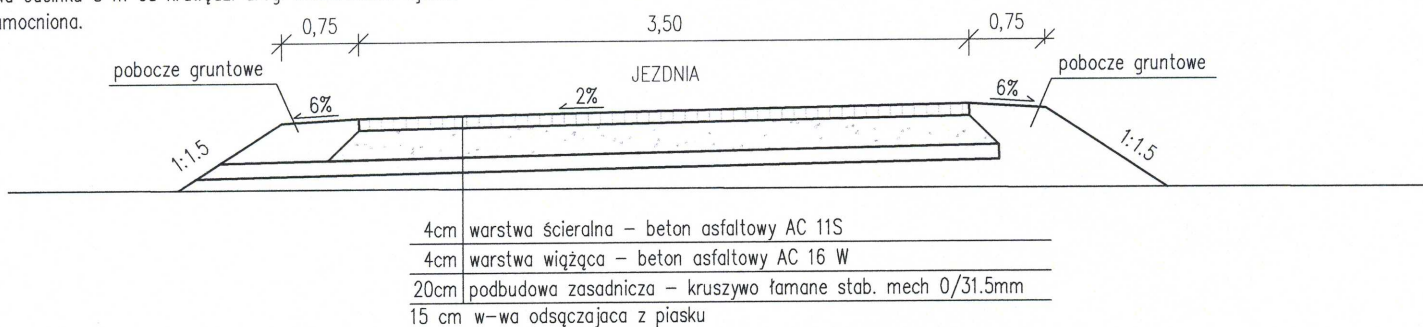 amocniona.
0,75
3,50
0,75
pobocze gruntowe
JEZDNIA
pobocze gruntowe
6%
2%
6%
1:1.5
1:1.5
4cm warstwa ścieralna – beton asfaltowy AC 11S
4cm warstwa wiążąca – beton asfaltowy AC 16 W
20cm podbudowa zasadnicza – kruszywo łamane stab. mech 0/31.5mm
15 cm w–wa odsączajaca z piasku